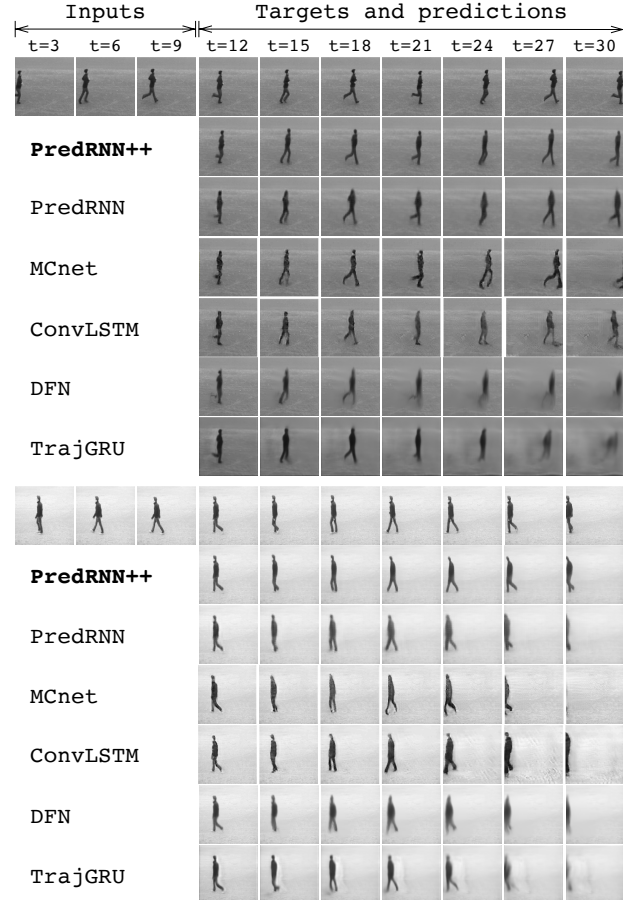 Inputs Targets and predictions
t=3 t=6 t=9 t=12 t=15 t=18 t=21 t=24 t=27 t=30
PredRNN++
PredRNN
MCnet
ConvLSTM
DFN
TrajGRU
PredRNN++
PredRNN
MCnet
ConvLSTM
DFN
TrajGRU